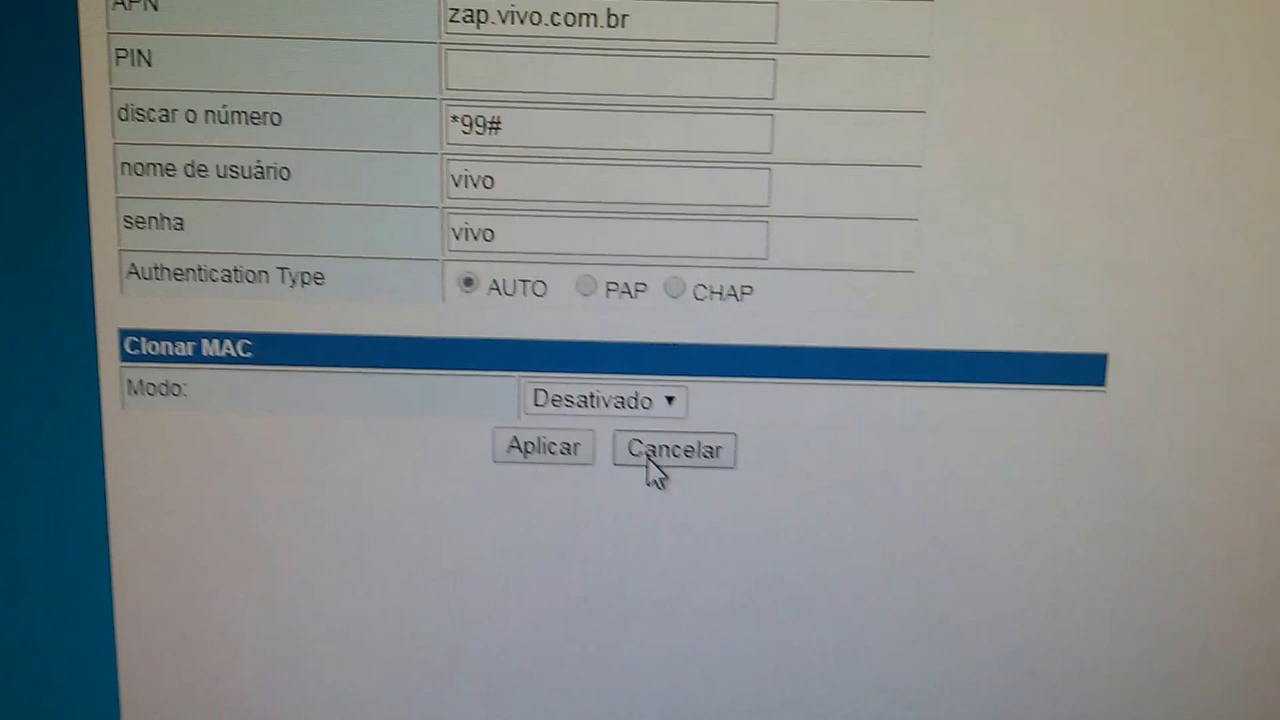 APN zap.vivo.com.br
PIN
discar o número *99#
nome de usuário vivo
senha vivo
Authentication Type AUTO PAP CHAP
Clonar MAC
Modo: Desativado
Aplicar Cancelar